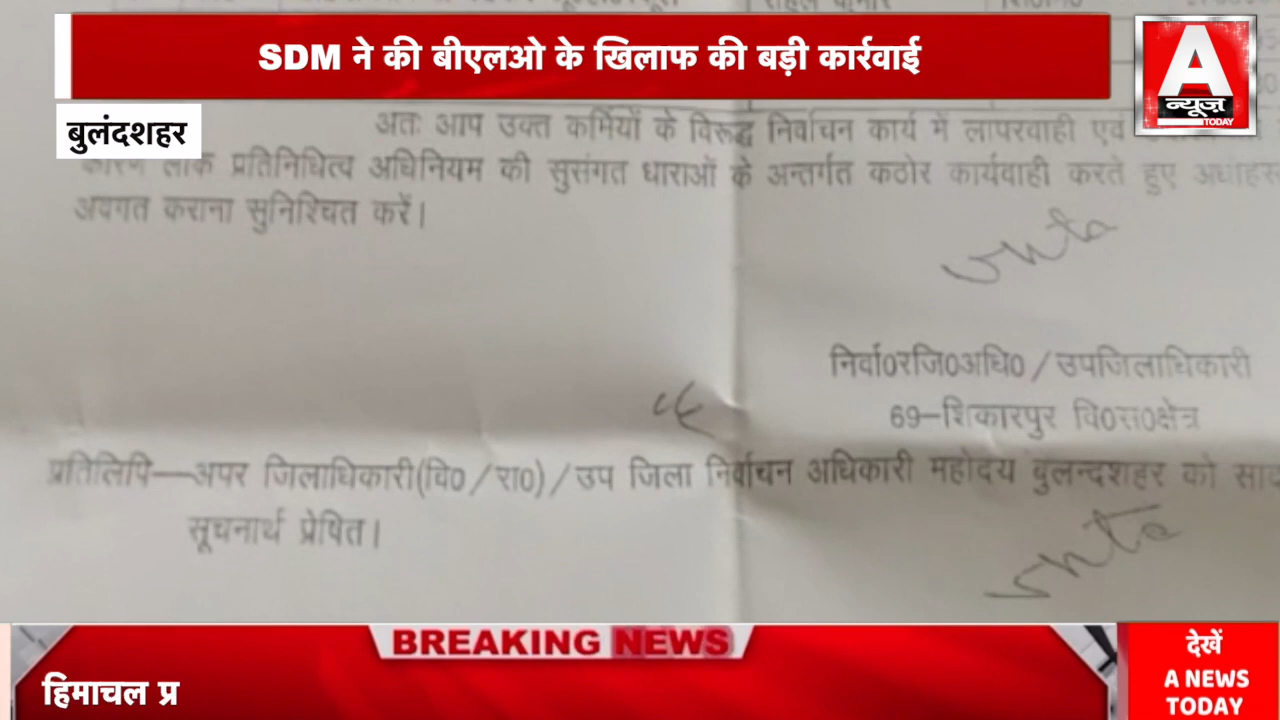 SDM ने की बीएलओ के खिलाफ की बड़ी कार्रवाई
A
न्यूज़
TODAY
बुलंदशहर
अतः आप उक्त कर्मियों के विरूद्ध निर्वाचन कार्य में लापरवाही एवं
कारण लोक प्रतिनिधित्व अधिनियम की सुसंगत धाराओं के अन्तर्गत कठोर कार्यवाही करते हुए
अवगत कराना सुनिश्चित करें।
निर्वा0रजि0अधि0/उपजिलाधिकारी
69-शिकारपुर वि0स0क्षेत्र
प्रतिलिपि—अपर जिलाधिकारी(वि0/रा0)/उप जिला निर्वाचन अधिकारी महोदय बुलन्दशहर को
सूचनार्थ प्रेषित।
BREAKING NEWS
हिमाचल प्र
देखें
A NEWS
TODAY